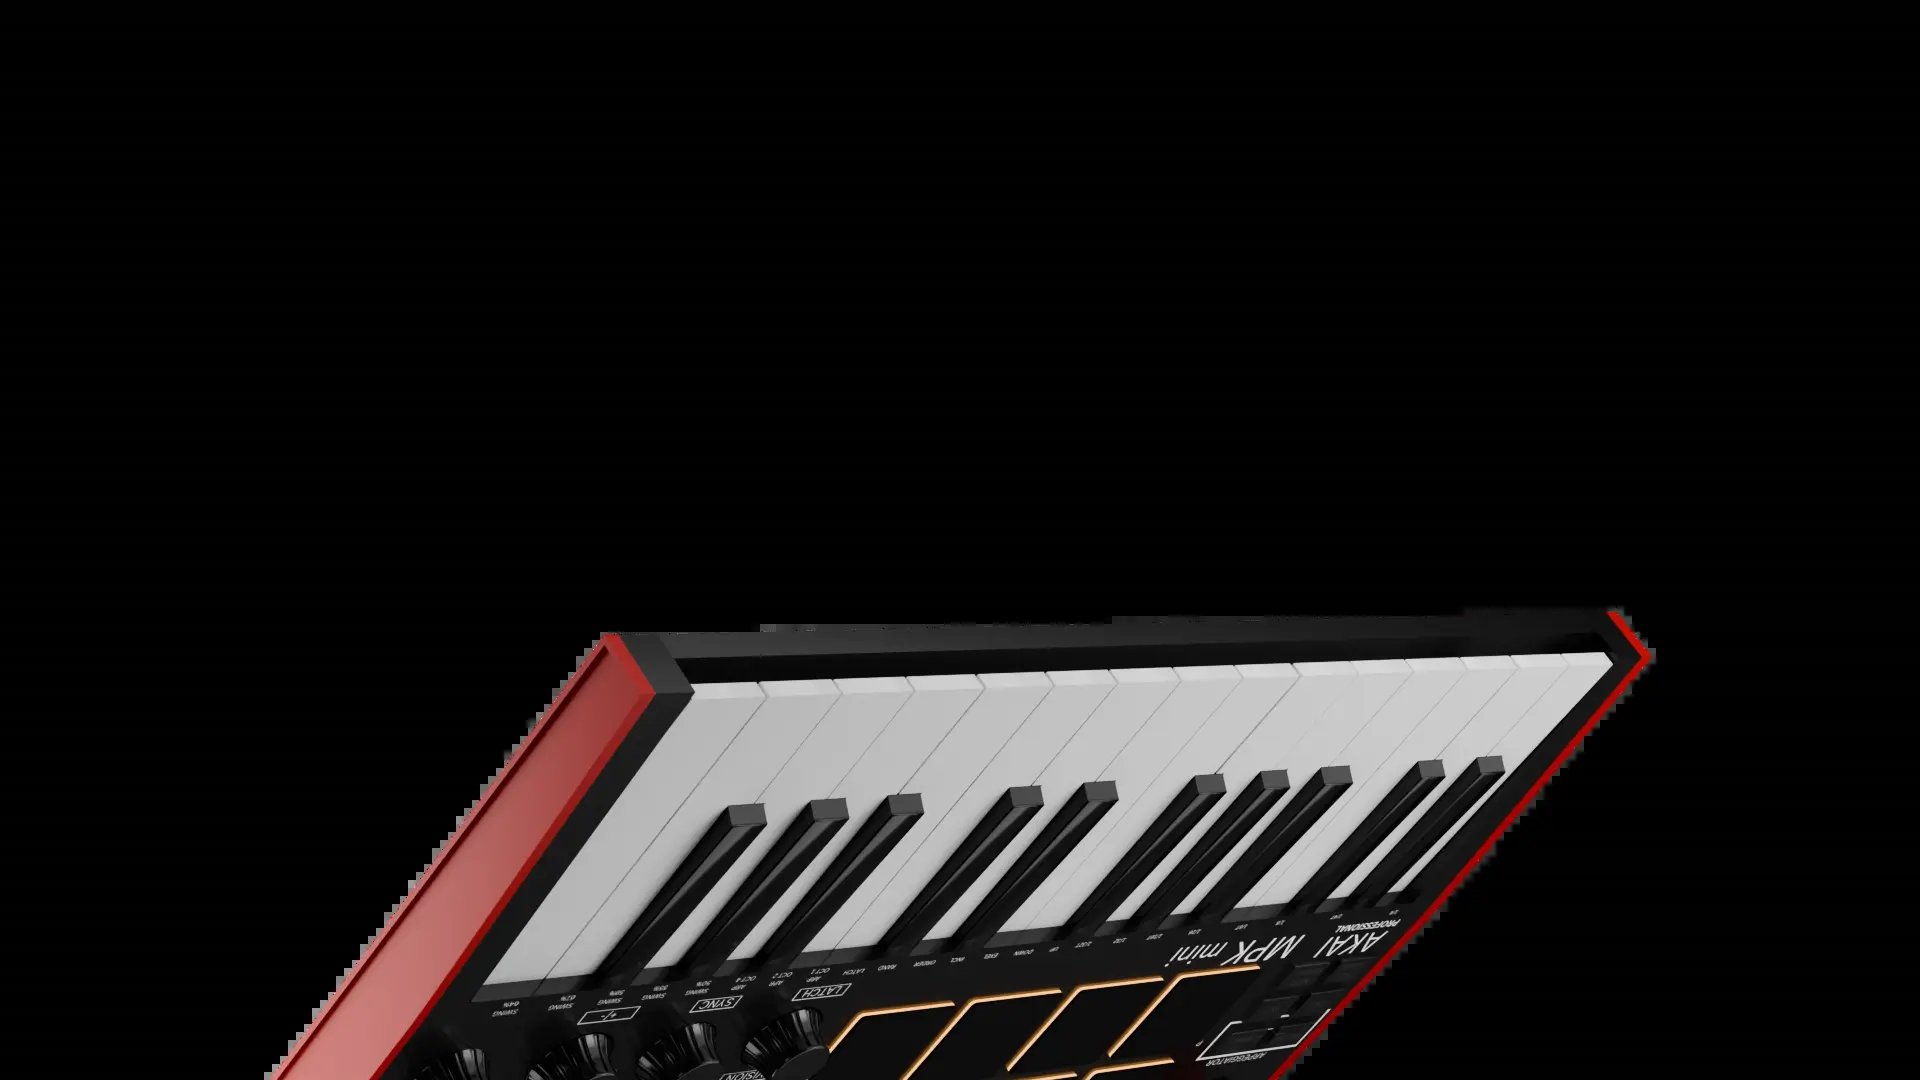 ARPEGGIATOR
AKAI
PROFESSIONAL
MPK mini
LATCH
SYNC
+/-
1/4
1/4T
1/8
1/8T
1/16
1/16T
1/32
1/32T
UP
DOWN
EXCL
INCL
ORDER
RAND
LATCH
ARP
OCT 1
ARP
OCT 2
ARP
OCT 4
SWING
50%
SWING
55%
SWING
58%
SWING
62%
SWING
64%